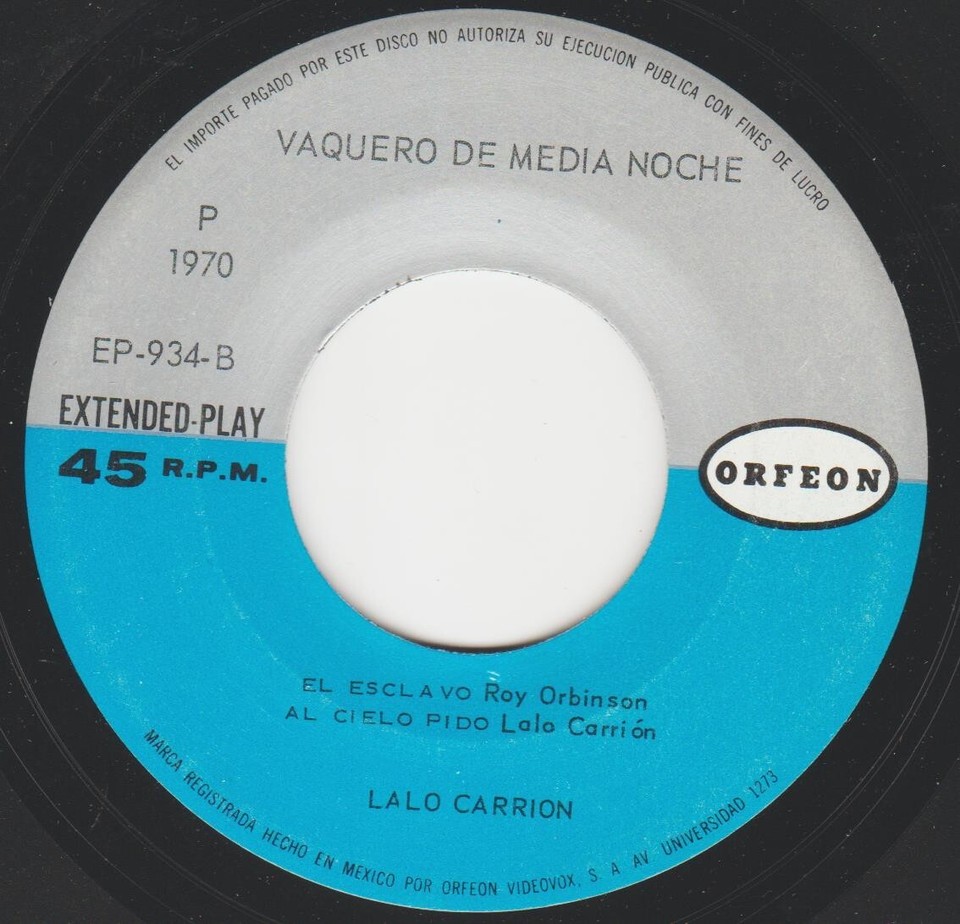 EL IMPORTE PAGADO POR ESTE DISCO NO AUTORIZA SU EJECUCION PUBLICA CON FINES DE LUCRO
VAQUERO DE MEDIA NOCHE
P
1970
EP-934-B
EXTENDED-PLAY
45 R.P.M.
ORFEON
EL ESCLAVO Roy Orbinson
AL CIELO PIDO Lalo Carrión
LALO CARRION
MARCA REGISTRADA HECHO EN MEXICO POR ORFEON VIDEOVOX, S. A AV. UNIVERSIDAD 1273